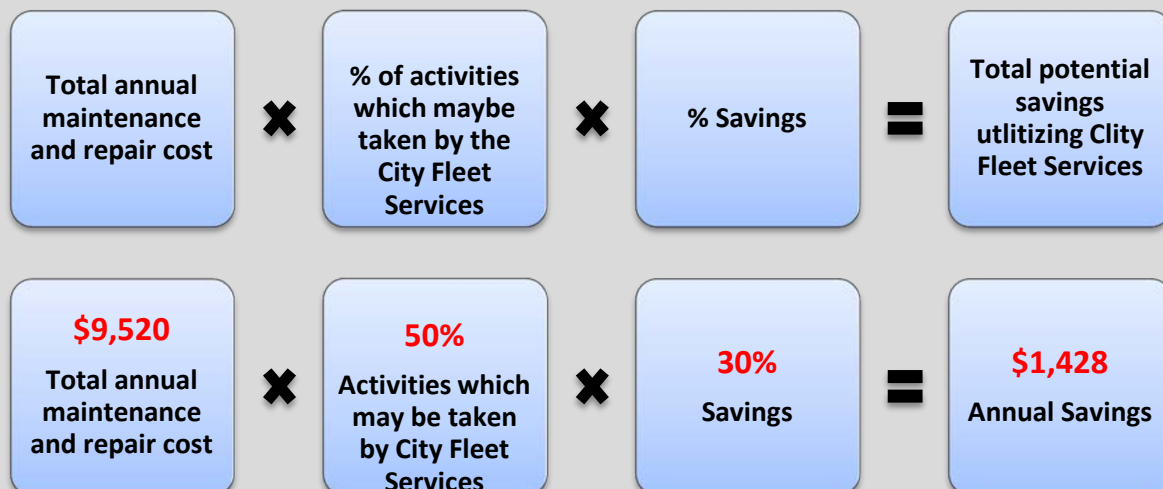 Total annual
maintenance
and repair cost
% of activities
which maybe
taken by the
City Fleet
Services
% Savings
Total potential
savings
utlitizing Clity
Fleet Services
$9,520
Total annual
maintenance
and repair cost
50%
Activities which
may be taken
by City Fleet
Services
30%
Savings
$1,428
Annual Savings